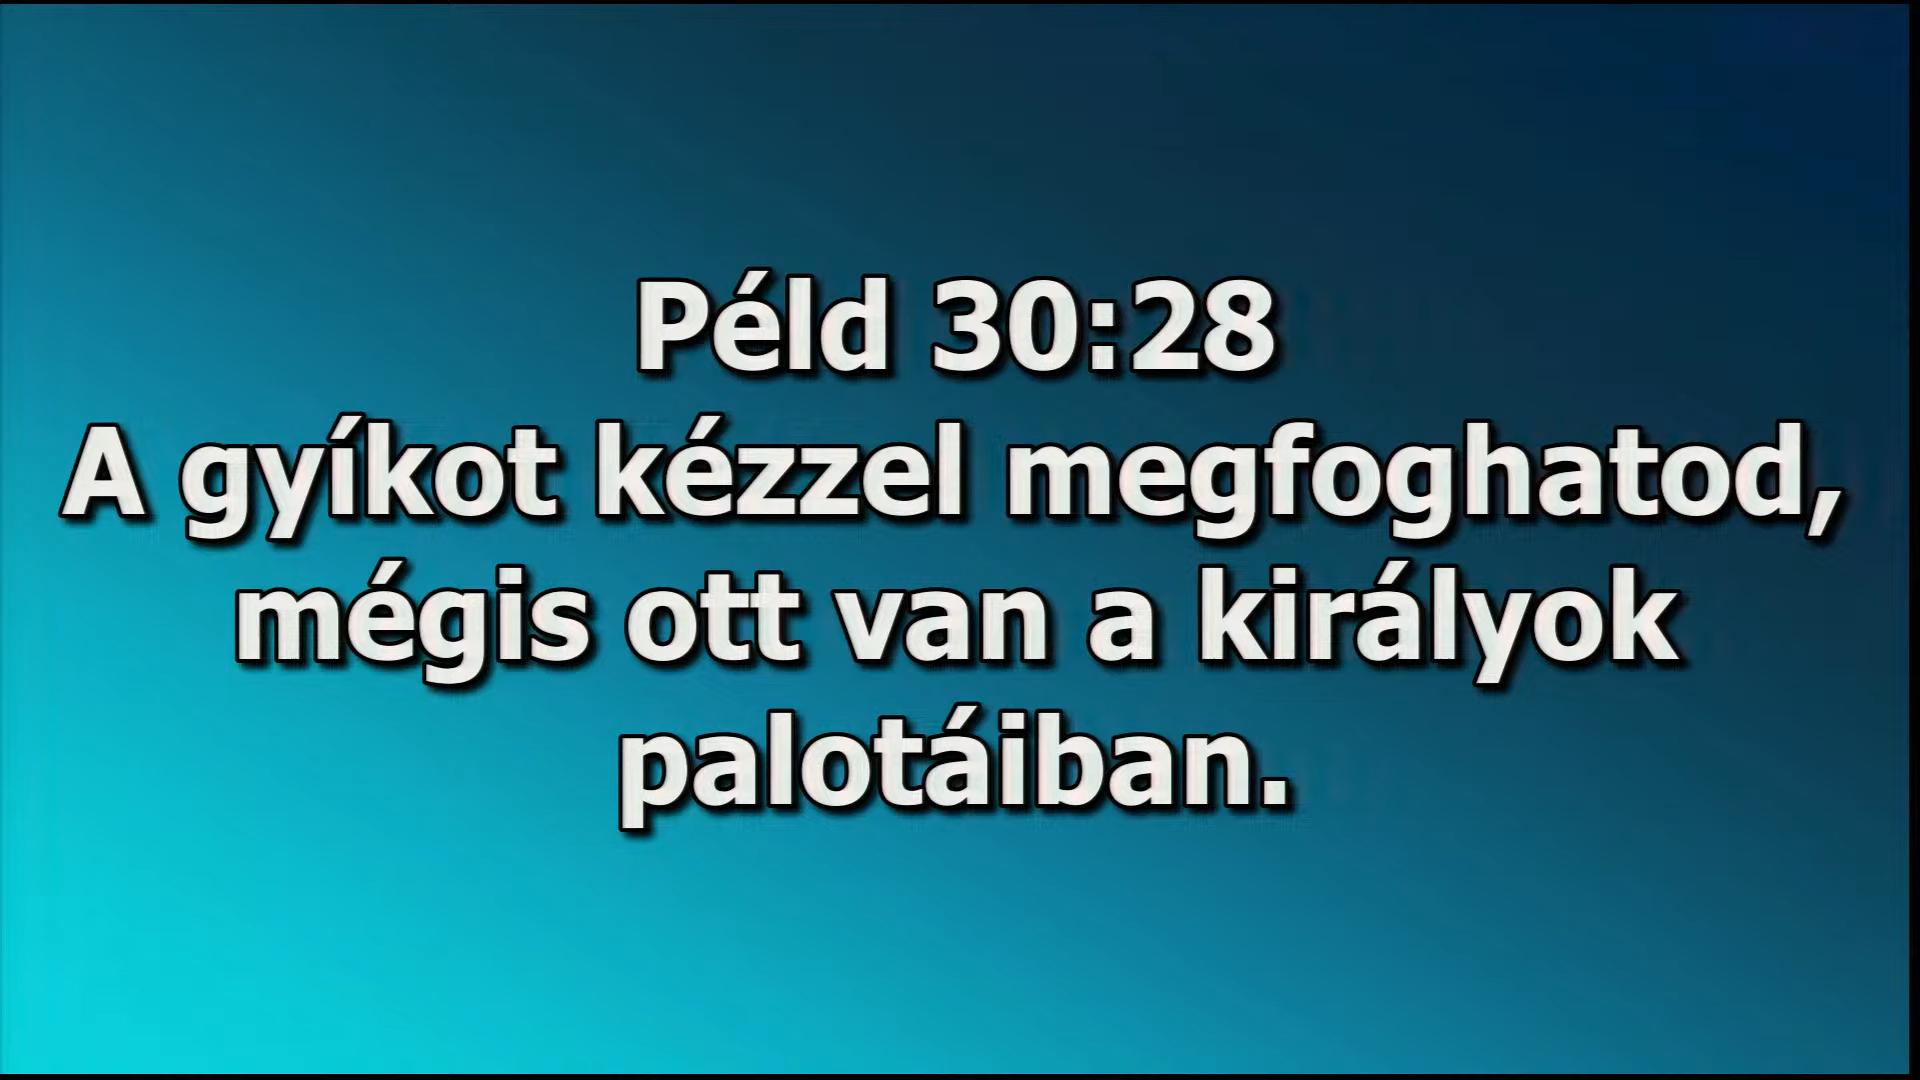 Péld 30:28
A gyíkot kézzel megfoghatod,
mégis ott van a királyok
palotáiban.